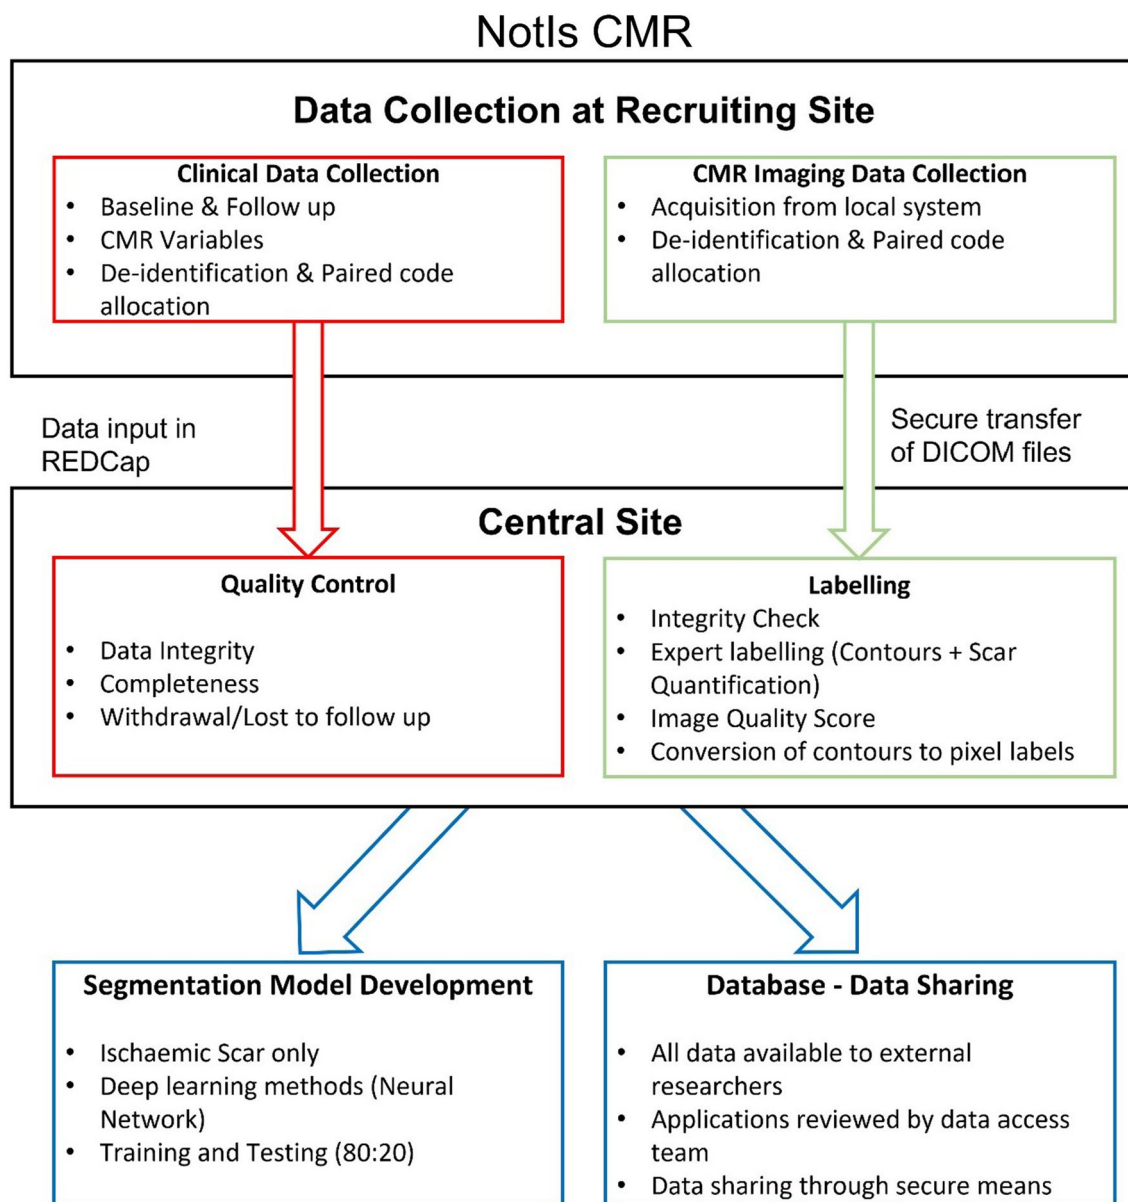 NotIs CMR
Data Collection at Recruiting Site
Clinical Data Collection
• Baseline & Follow up
• CMR Variables
• De-identification & Paired code
allocation
CMR Imaging Data Collection
• Acquisition from local system
• De-identification & Paired code
allocation
Data input in
REDCap
Secure transfer
of DICOM files
Central Site
Quality Control
• Data Integrity
• Completeness
• Withdrawal/Lost to follow up
Labelling
• Integrity Check
• Expert labelling (Contours + Scar
Quantification)
• Image Quality Score
• Conversion of contours to pixel labels
Segmentation Model Development
• Ischaemic Scar only
• Deep learning methods (Neural
Network)
• Training and Testing (80:20)
Database - Data Sharing
• All data available to external
researchers
• Applications reviewed by data access
team
• Data sharing through secure means